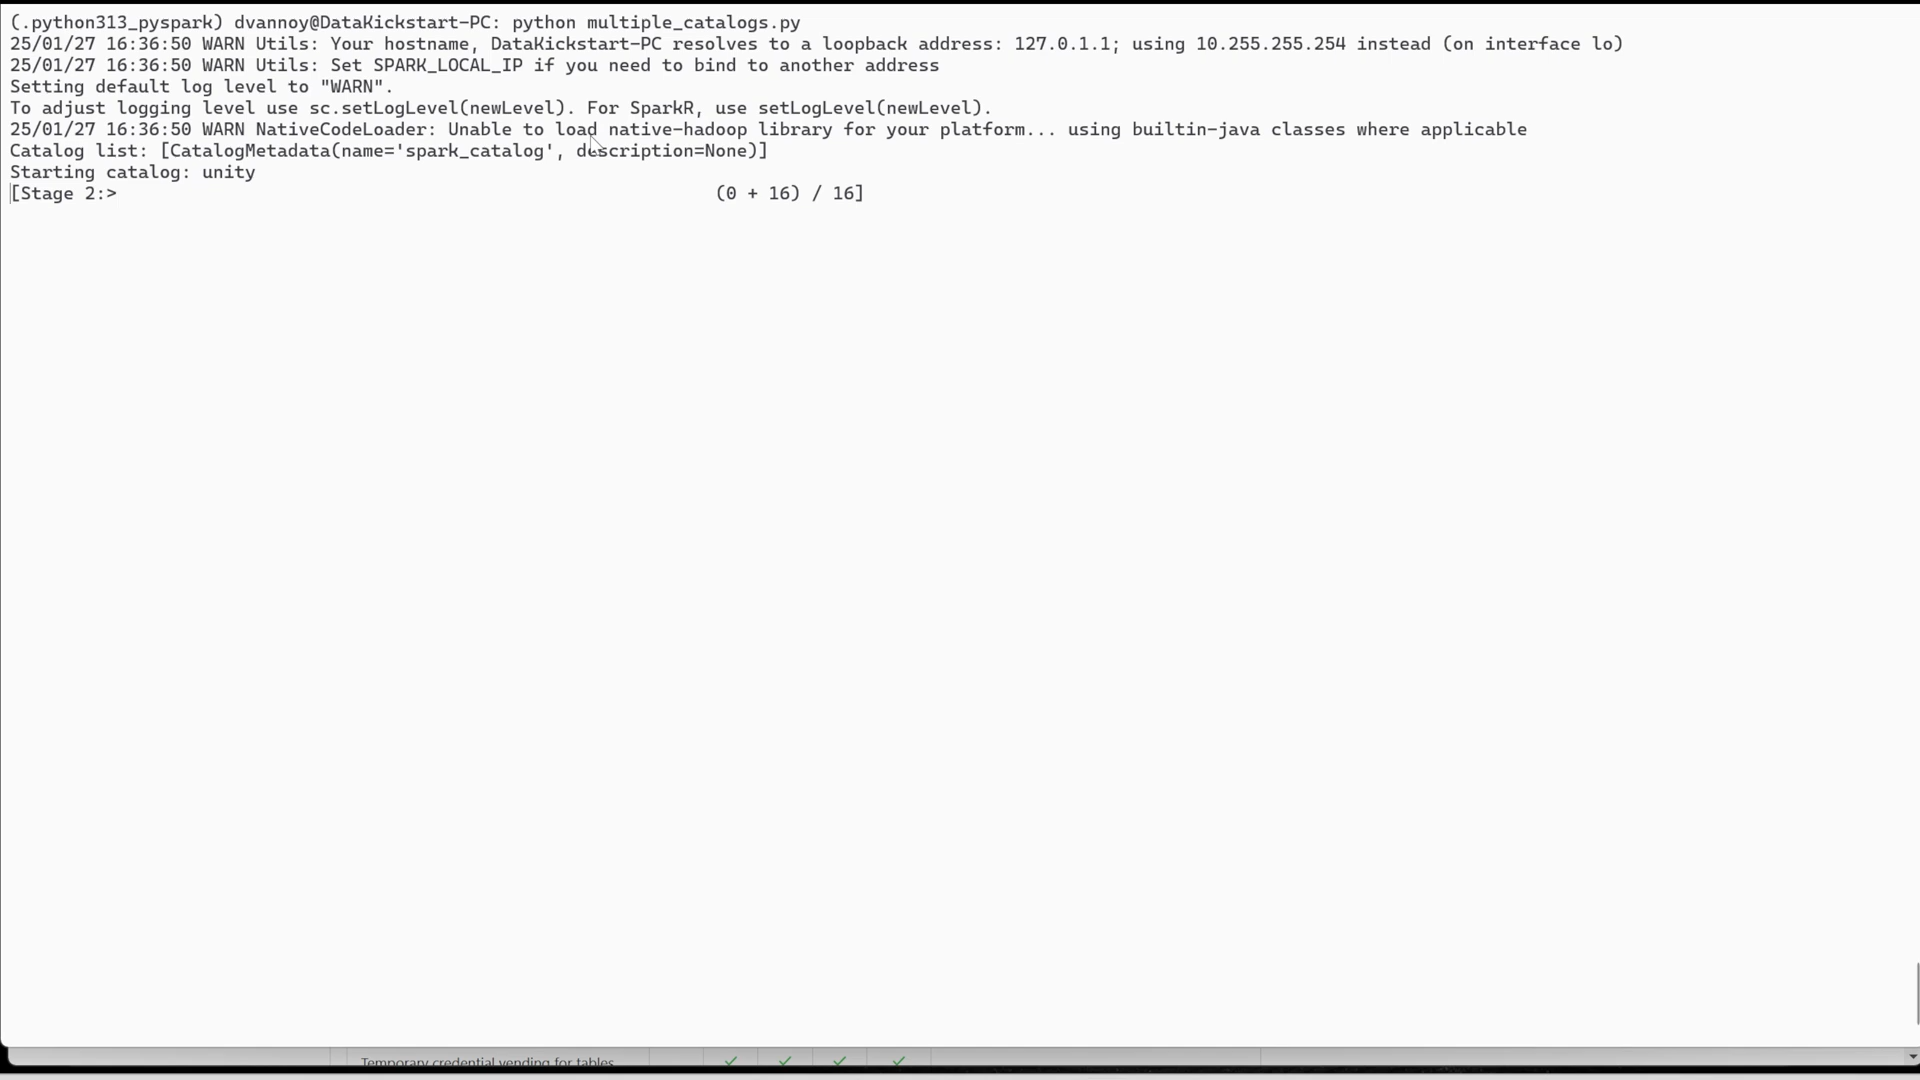 (.python313_pyspark) dvannoy@DataKickstart-PC: python multiple_catalogs.py
25/01/27 16:36:50 WARN Utils: Your hostname, DataKickstart-PC resolves to a loopback address: 127.0.1.1; using 10.255.255.254 instead (on interface lo)
25/01/27 16:36:50 WARN Utils: Set SPARK_LOCAL_IP if you need to bind to another address
Setting default log level to "WARN".
To adjust logging level use sc.setLogLevel(newLevel). For SparkR, use setLogLevel(newLevel).
25/01/27 16:36:50 WARN NativeCodeLoader: Unable to load native-hadoop library for your platform... using builtin-java classes where applicable
Catalog list: [CatalogMetadata(name='spark_catalog', description=None)]
Starting catalog: unity
[Stage 2:>                                                        (0 + 16) / 16]
Temporary credential vending for tables